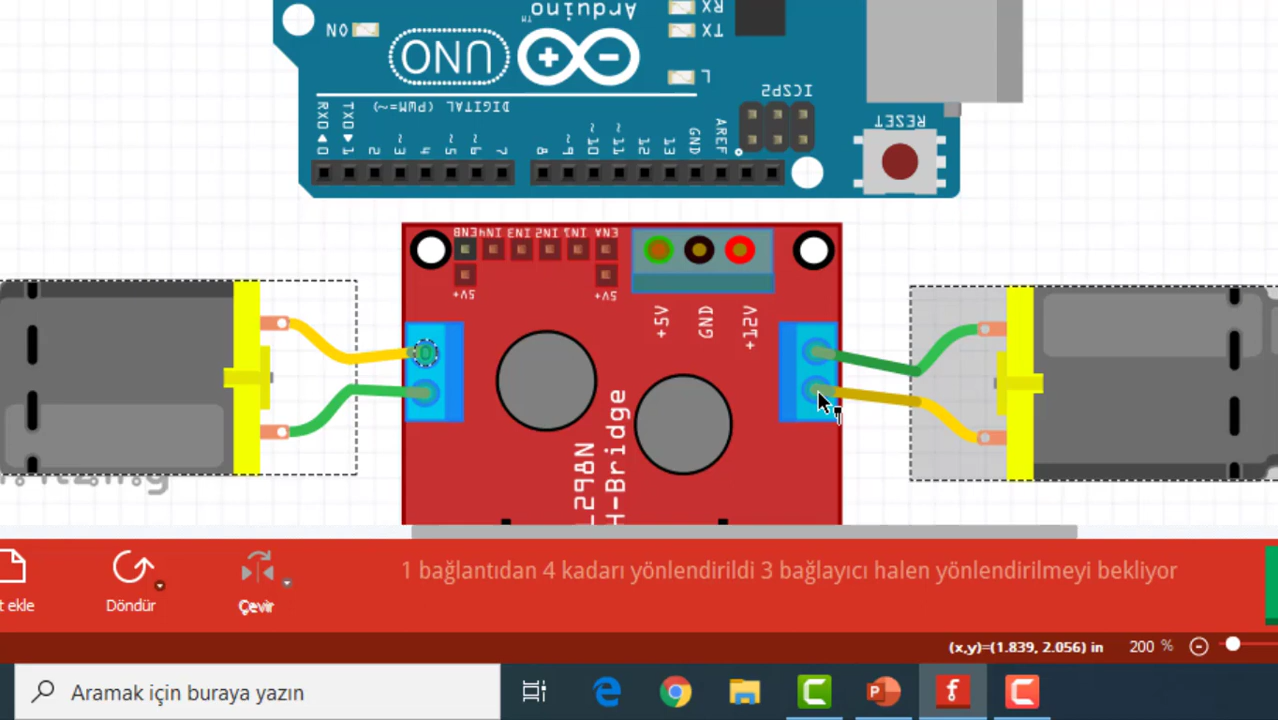 Arduino™
RX
TX
ON
UNO
L
ICSP2
DIGITAL (PWM=~)
RXD◄0
TXD►1
2
~3
4
~5
~6
7
8
~9
~10
~11
12
13
GND
AREF
RESET
ENB
IN4
IN3
IN2
IN1
ENA
+5V
+5V
+5V
GND
+12V
L298N
H-Bridge
fritzing
1 bağlantıdan 4 kadarı yönlendirildi 3 bağlayıcı halen yönlendirilmeyi bekliyor
t ekle
Döndür
Çevir
(x,y)=(1.839, 2.056) in
200 %
Aramak için buraya yazın